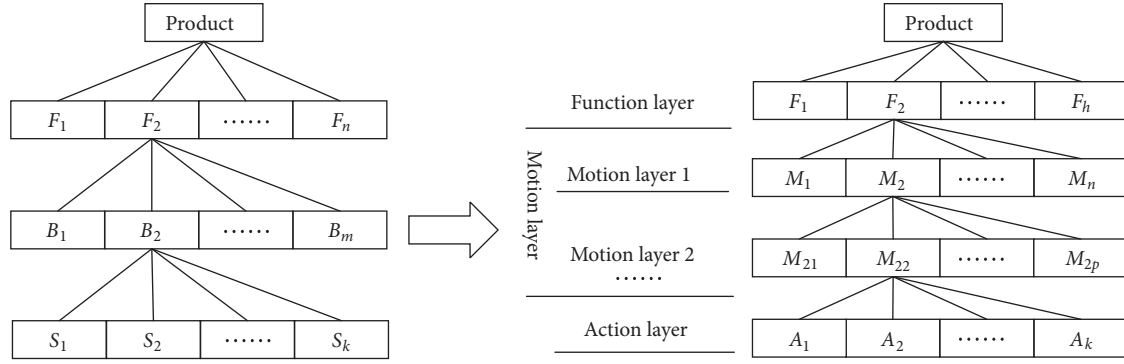 Product
F₁ F₂ ⋯⋯ Fₙ
B₁ B₂ ⋯⋯ Bₘ
S₁ S₂ ⋯⋯ Sₖ
Function layer
Motion layer
Motion layer 1
Motion layer 2
⋯⋯
Action layer
Product
F₁ F₂ ⋯⋯ Fₕ
M₁ M₂ ⋯⋯ Mₙ
M₂₁ M₂₂ ⋯⋯ M₂ₚ
A₁ A₂ ⋯⋯ Aₖ